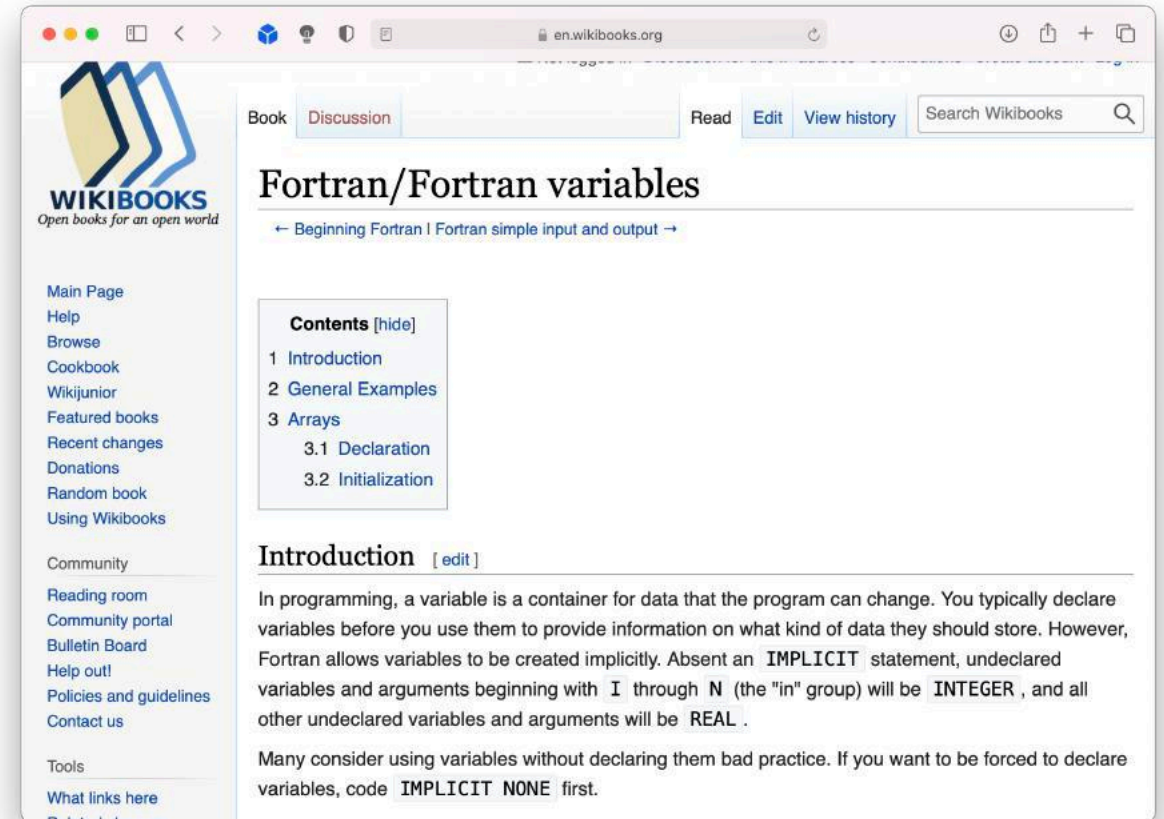 en.wikibooks.org
Book Discussion Read Edit View history Search Wikibooks
WIKIBOOKS
Open books for an open world
Fortran/Fortran variables
← Beginning Fortran | Fortran simple input and output →
Main Page
Help
Browse
Cookbook
Wikijunior
Featured books
Recent changes
Donations
Random book
Using Wikibooks
Community
Reading room
Community portal
Bulletin Board
Help out!
Policies and guidelines
Contact us
Tools
What links here
Contents [hide]
1 Introduction
2 General Examples
3 Arrays
3.1 Declaration
3.2 Initialization
Introduction [ edit ]
In programming, a variable is a container for data that the program can change. You typically declare
variables before you use them to provide information on what kind of data they should store. However,
Fortran allows variables to be created implicitly. Absent an IMPLICIT statement, undeclared
variables and arguments beginning with I through N (the "in" group) will be INTEGER , and all
other undeclared variables and arguments will be REAL .
Many consider using variables without declaring them bad practice. If you want to be forced to declare
variables, code IMPLICIT NONE first.